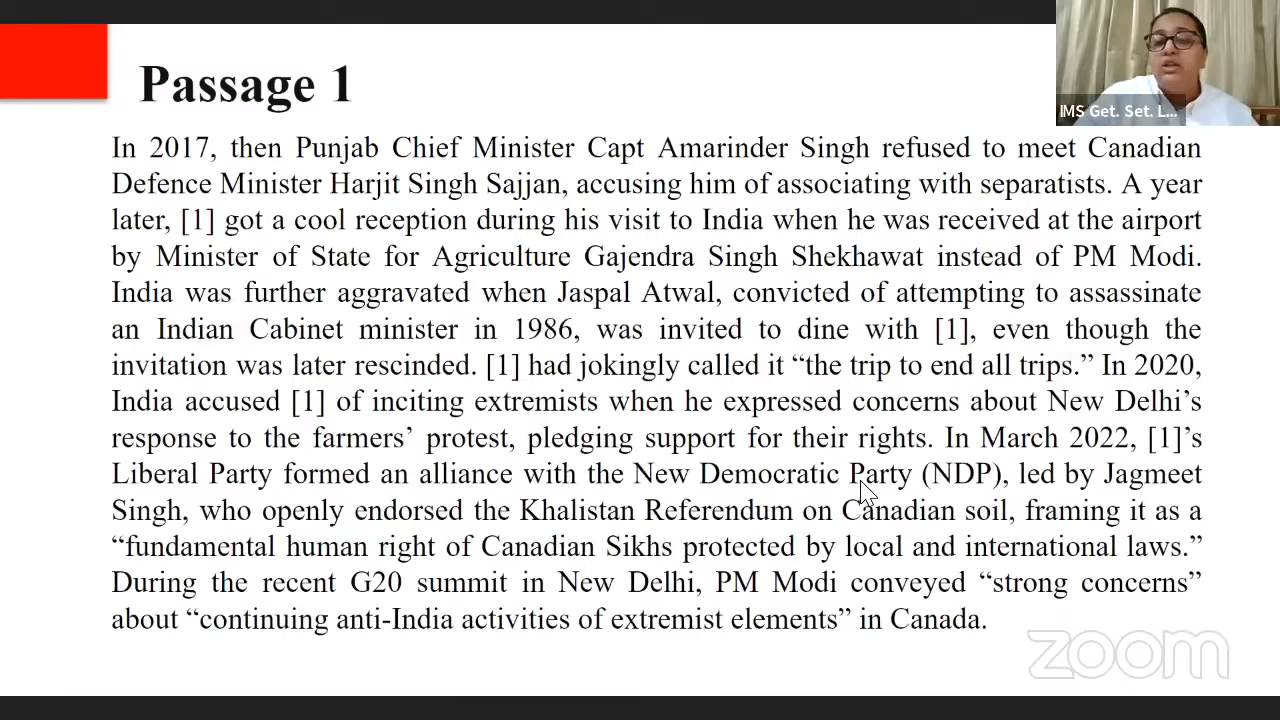 IMS Get. Set. L...
Passage 1
In 2017, then Punjab Chief Minister Capt Amarinder Singh refused to meet Canadian
Defence Minister Harjit Singh Sajjan, accusing him of associating with separatists. A year
later, [1] got a cool reception during his visit to India when he was received at the airport
by Minister of State for Agriculture Gajendra Singh Shekhawat instead of PM Modi.
India was further aggravated when Jaspal Atwal, convicted of attempting to assassinate
an Indian Cabinet minister in 1986, was invited to dine with [1], even though the
invitation was later rescinded. [1] had jokingly called it “the trip to end all trips.” In 2020,
India accused [1] of inciting extremists when he expressed concerns about New Delhi’s
response to the farmers’ protest, pledging support for their rights. In March 2022, [1]’s
Liberal Party formed an alliance with the New Democratic Party (NDP), led by Jagmeet
Singh, who openly endorsed the Khalistan Referendum on Canadian soil, framing it as a
“fundamental human right of Canadian Sikhs protected by local and international laws.”
During the recent G20 summit in New Delhi, PM Modi conveyed “strong concerns”
about “continuing anti-India activities of extremist elements” in Canada.
zoom